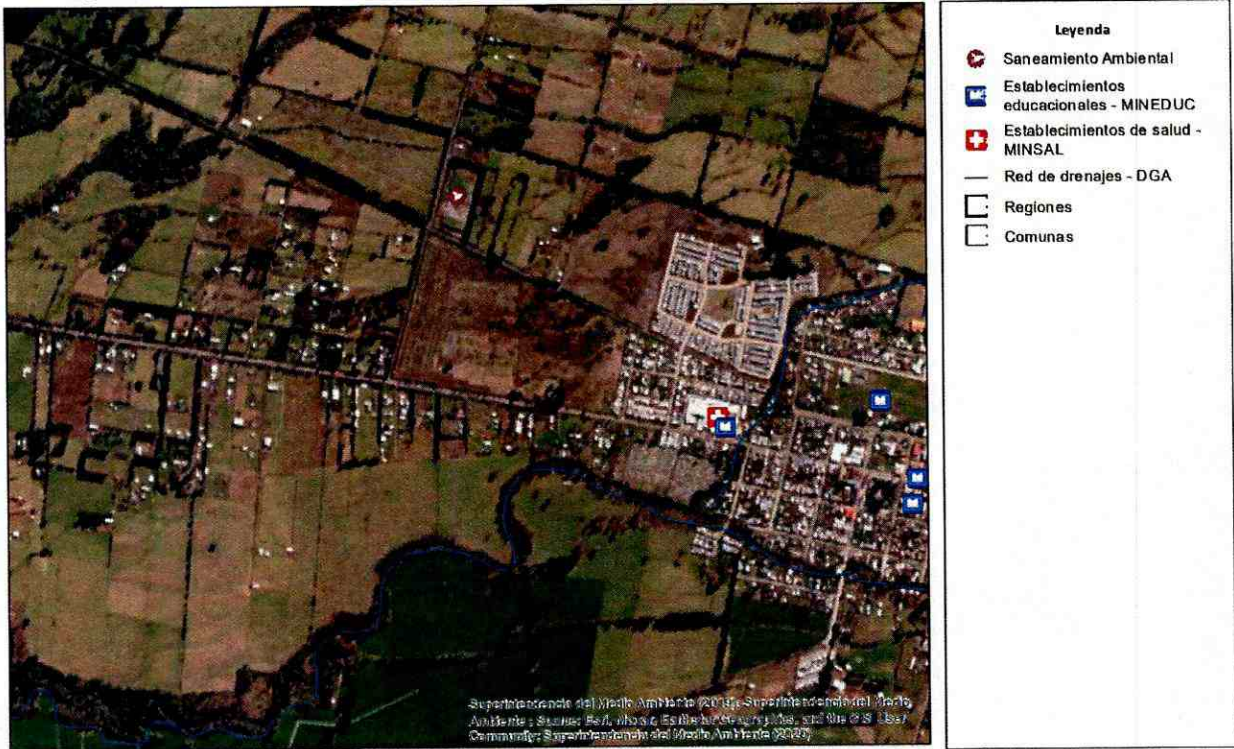 Leyenda
Saneamiento Ambiental
Establecimientos
educacionales - MINEDUC
Establecimientos de salud -
MINSAL
Red de drenajes - DGA
Regiones
Comunas
Superintendencia del Medio Ambiente Superintendencia del Medio
Ambiente; Source: Esri, Earthstar Geographics, and the GIS User
Community; Superintendencia del Medio Ambiente (2020)